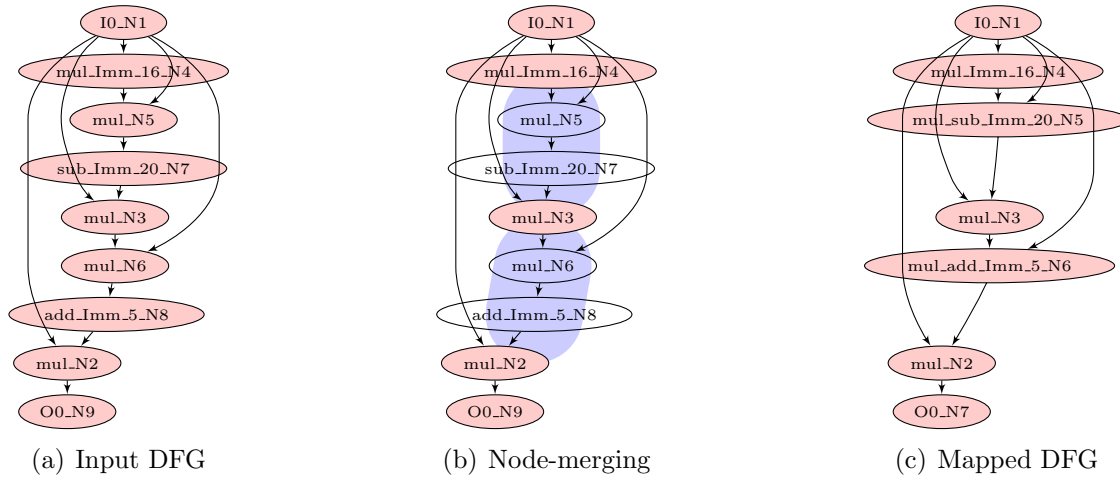 I0_N1
mul_Imm_16_N4
mul_N5
sub_Imm_20_N7
mul_N3
mul_N6
add_Imm_5_N8
mul_N2
O0_N9
(a) Input DFG
I0_N1
mul_Imm_16_N4
mul_N5
sub_Imm_20_N7
mul_N3
mul_N6
add_Imm_5_N8
mul_N2
O0_N9
(b) Node-merging
I0_N1
mul_Imm_16_N4
mul_sub_Imm_20_N5
mul_N3
mul_add_Imm_5_N6
mul_N2
O0_N7
(c) Mapped DFG